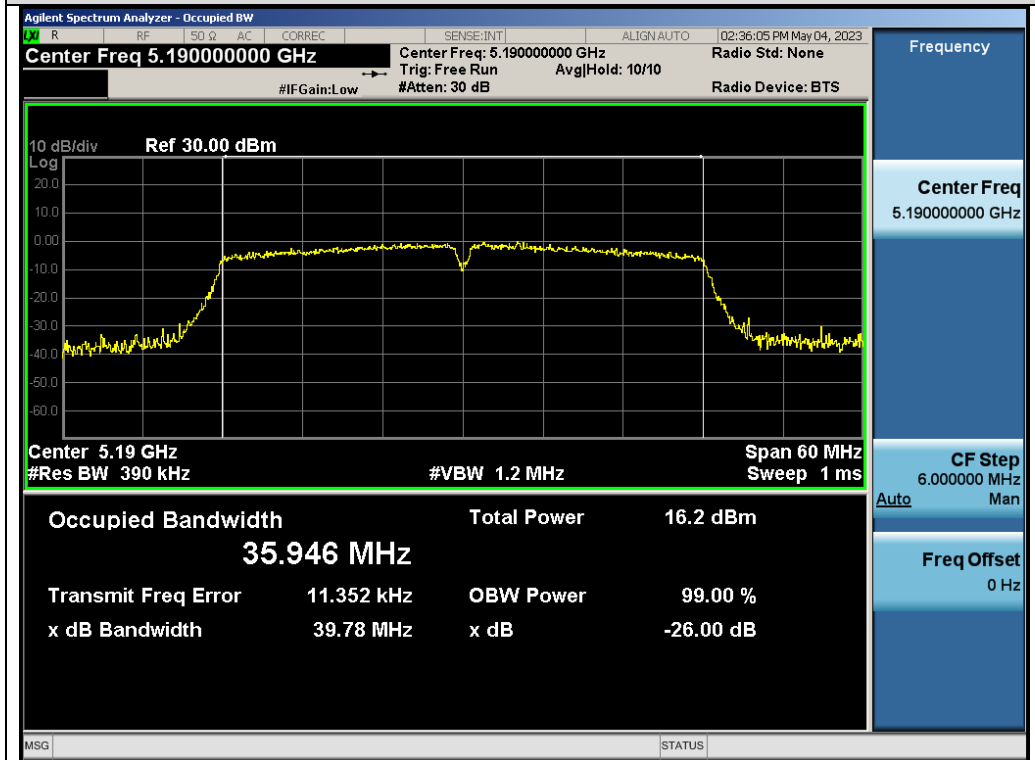 Agilent Spectrum Analyzer - Occupied BW
LXI R RF 50 Ω AC CORREC SENSE:INT ALIGN AUTO 02:36:05 PM May 04, 2023
Center Freq 5.190000000 GHz Center Freq: 5.190000000 GHz Radio Std: None
Trig: Free Run Avg|Hold: 10/10
#IFGain:Low #Atten: 30 dB Radio Device: BTS
Frequency
10 dB/div Ref 30.00 dBm
Log
20.0
10.0
0.00
-10.0
-20.0
-30.0
-40.0
-50.0
-60.0
Center 5.19 GHz Span 60 MHz
#Res BW 390 kHz #VBW 1.2 MHz Sweep 1 ms
Center Freq
5.190000000 GHz
CF Step
6.000000 MHz
Auto Man
Freq Offset
0 Hz
Occupied Bandwidth Total Power 16.2 dBm
35.946 MHz
Transmit Freq Error 11.352 kHz OBW Power 99.00 %
x dB Bandwidth 39.78 MHz x dB -26.00 dB
MSG STATUS